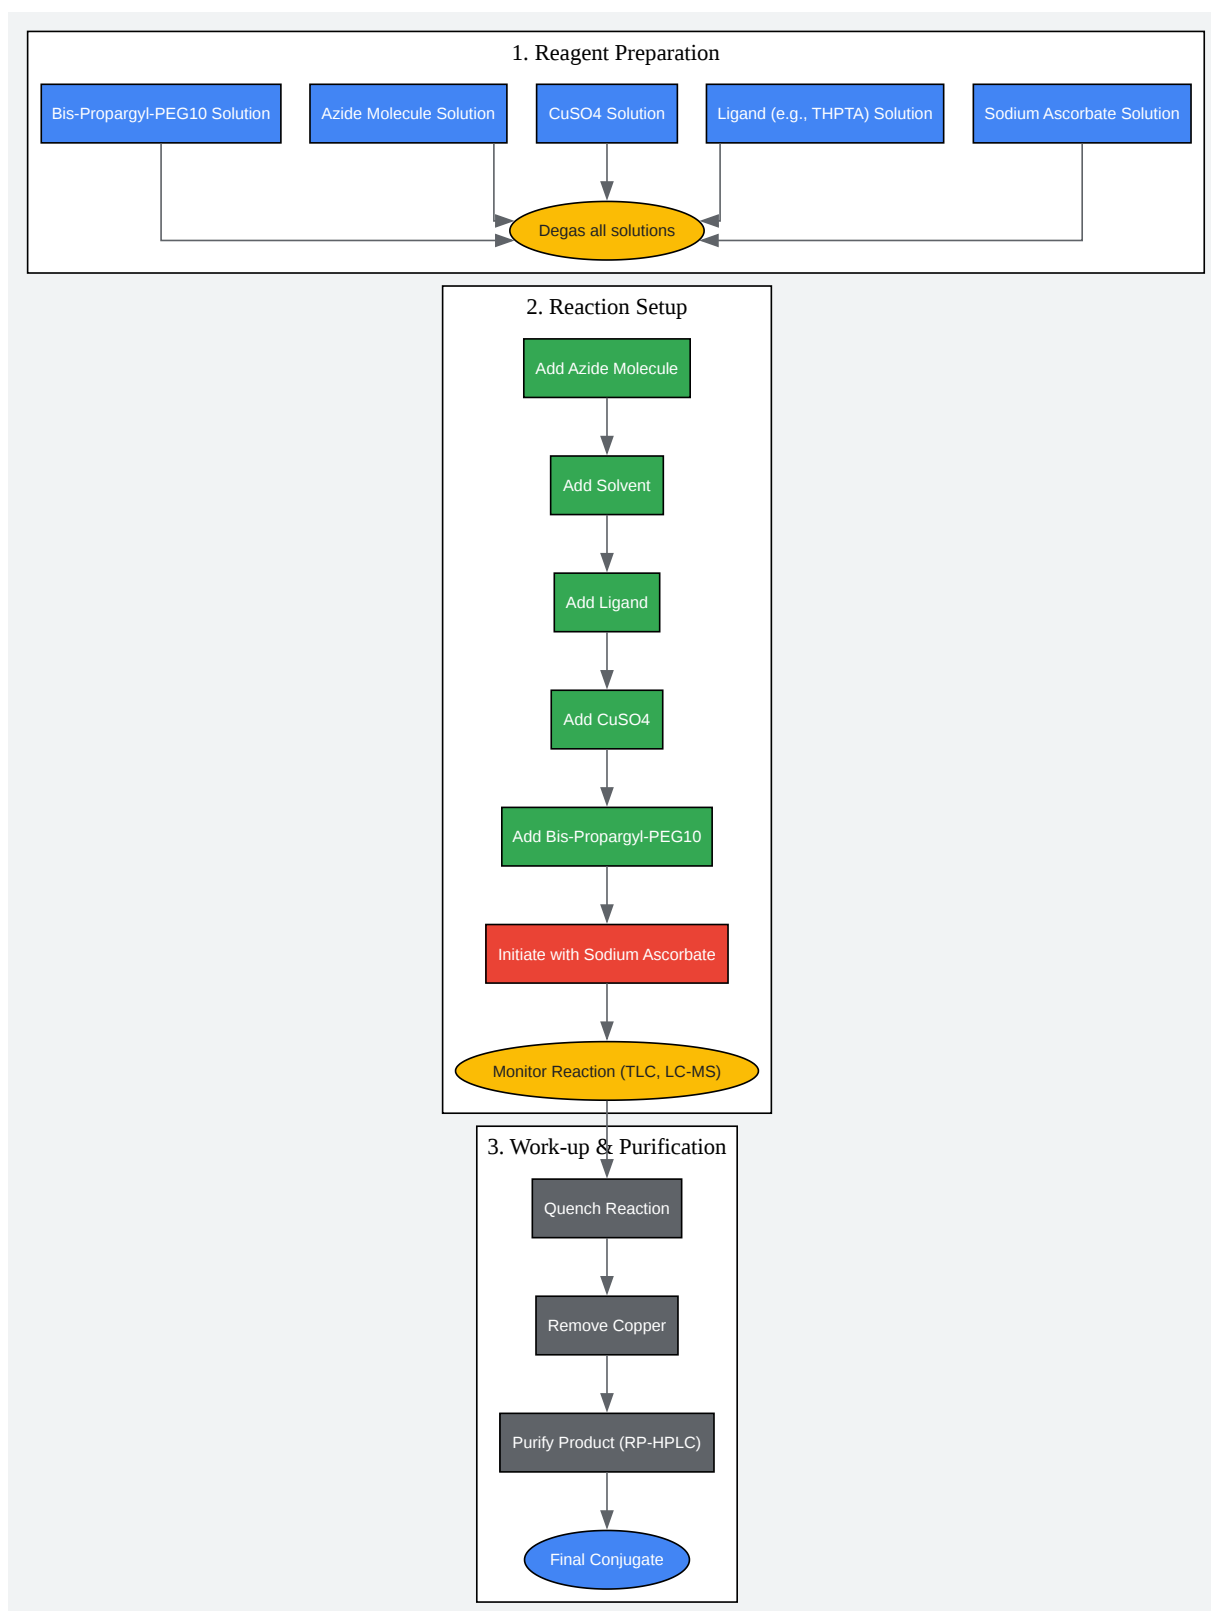 1. Reagent Preparation
Bis-Propargyl-PEG10 Solution
Azide Molecule Solution
CuSO4 Solution
Ligand (e.g., THPTA) Solution
Sodium Ascorbate Solution
Degas all solutions
2. Reaction Setup
Add Azide Molecule
Add Solvent
Add Ligand
Add CuSO4
Add Bis-Propargyl-PEG10
Initiate with Sodium Ascorbate
Monitor Reaction (TLC, LC-MS)
3. Work-up & Purification
Quench Reaction
Remove Copper
Purify Product (RP-HPLC)
Final Conjugate